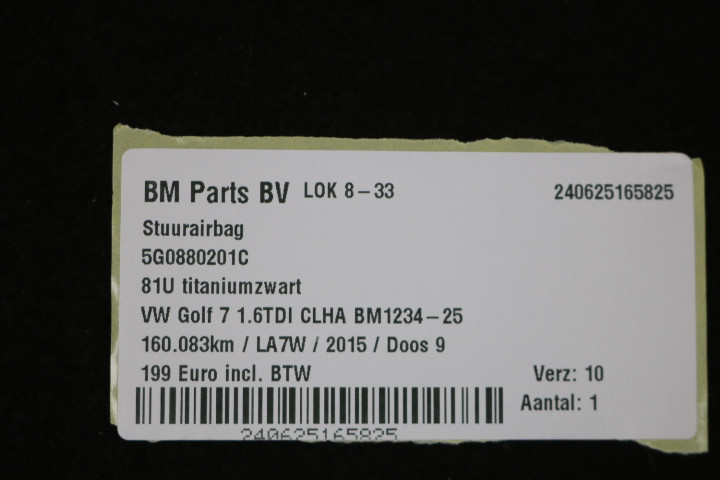 BM Parts BV LOK 8-33 240625165825
Stuurairbag
5G0880201C
81U titaniumzwart
VW Golf 7 1.6TDI CLHA BM1234-25
160.083km / LA7W / 2015 / Doos 9
199 Euro incl. BTW Verz: 10
Aantal: 1
240625165825